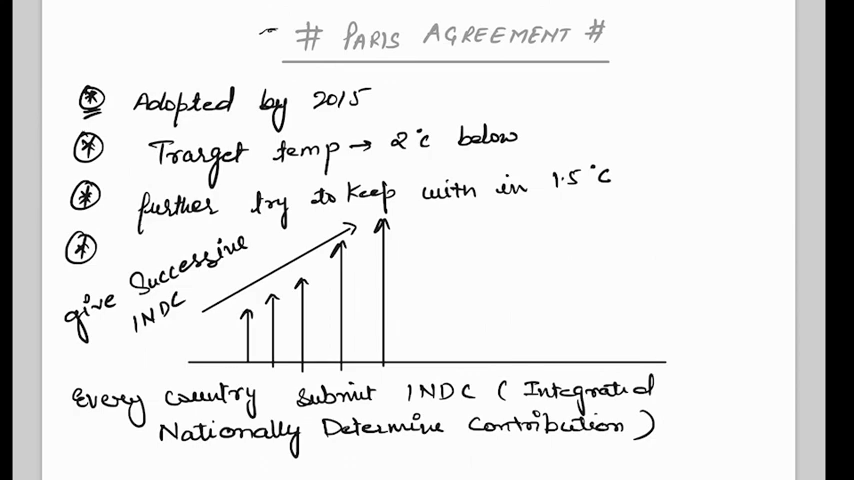 # PARIS AGREEMENT #
Adopted by 2015
Trarget temp → 2°c below
further try to keep with in 1.5°c
give Successive
INDC
Every country submit INDC ( Integrated
Nationally Determine Contribution )